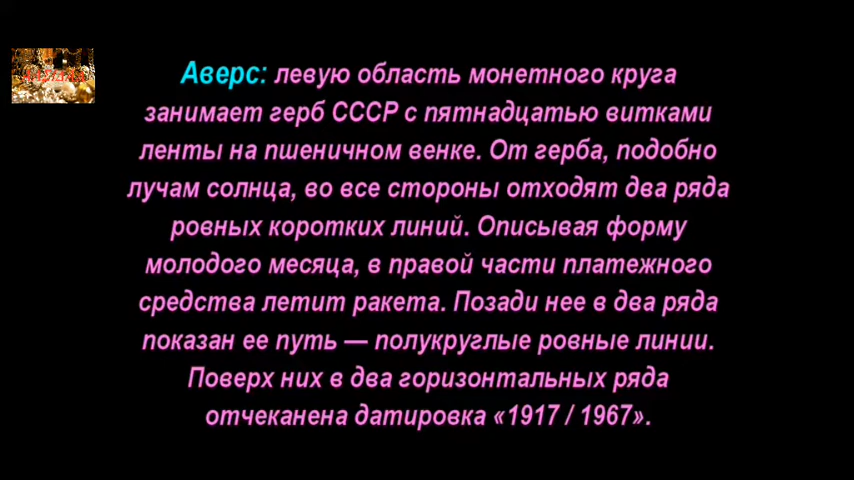 Аверс: левую область монетного круга
занимает герб СССР с пятнадцатью витками
ленты на пшеничном венке. От герба, подобно
лучам солнца, во все стороны отходят два ряда
ровных коротких линий. Описывая форму
молодого месяца, в правой части платежного
средства летит ракета. Позади нее в два ряда
показан ее путь — полукруглые ровные линии.
Поверх них в два горизонтальных ряда
отчеканена датировка «1917 / 1967».